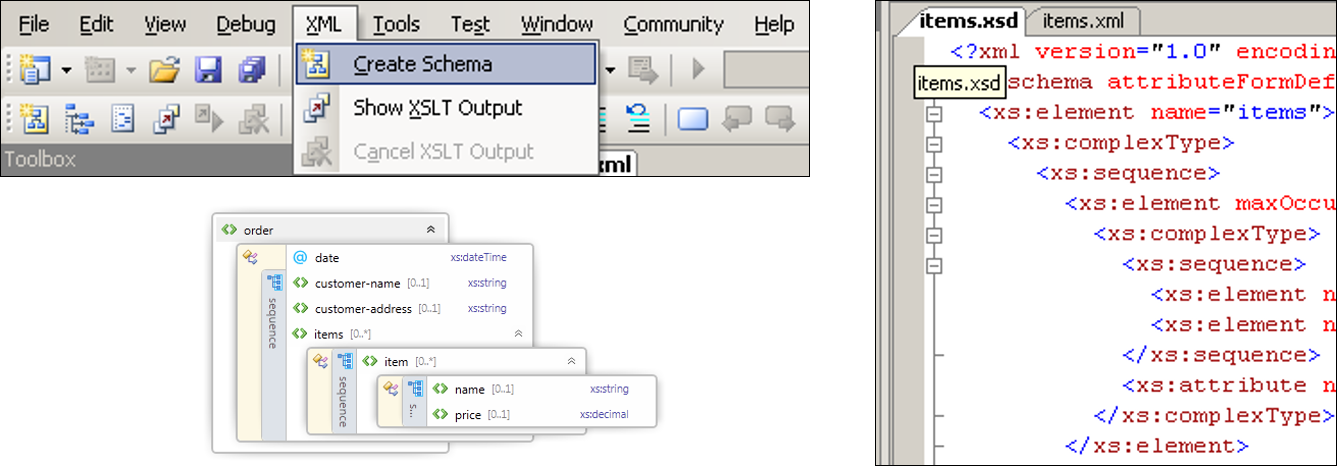 File Edit View Debug XML Tools Test Window Community Help
Create Schema
Show XSLT Output
Cancel XSLT Output
Toolbox
xml
order
date xs:dateTime
customer-name [0..1] xs:string
customer-address [0..1] xs:string
items [0..*]
sequence
item [0..*]
sequence
name [0..1] xs:string
s...
price [0..1] xs:decimal
items.xsd items.xml
<?xml version="1.0" encodin
items.xsd
schema attributeFormDef
<xs:element name="items">
<xs:complexType>
<xs:sequence>
<xs:element maxOccu
<xs:complexType>
<xs:sequence>
<xs:element n
<xs:element n
</xs:sequence>
<xs:attribute n
</xs:complexType>
</xs:element>